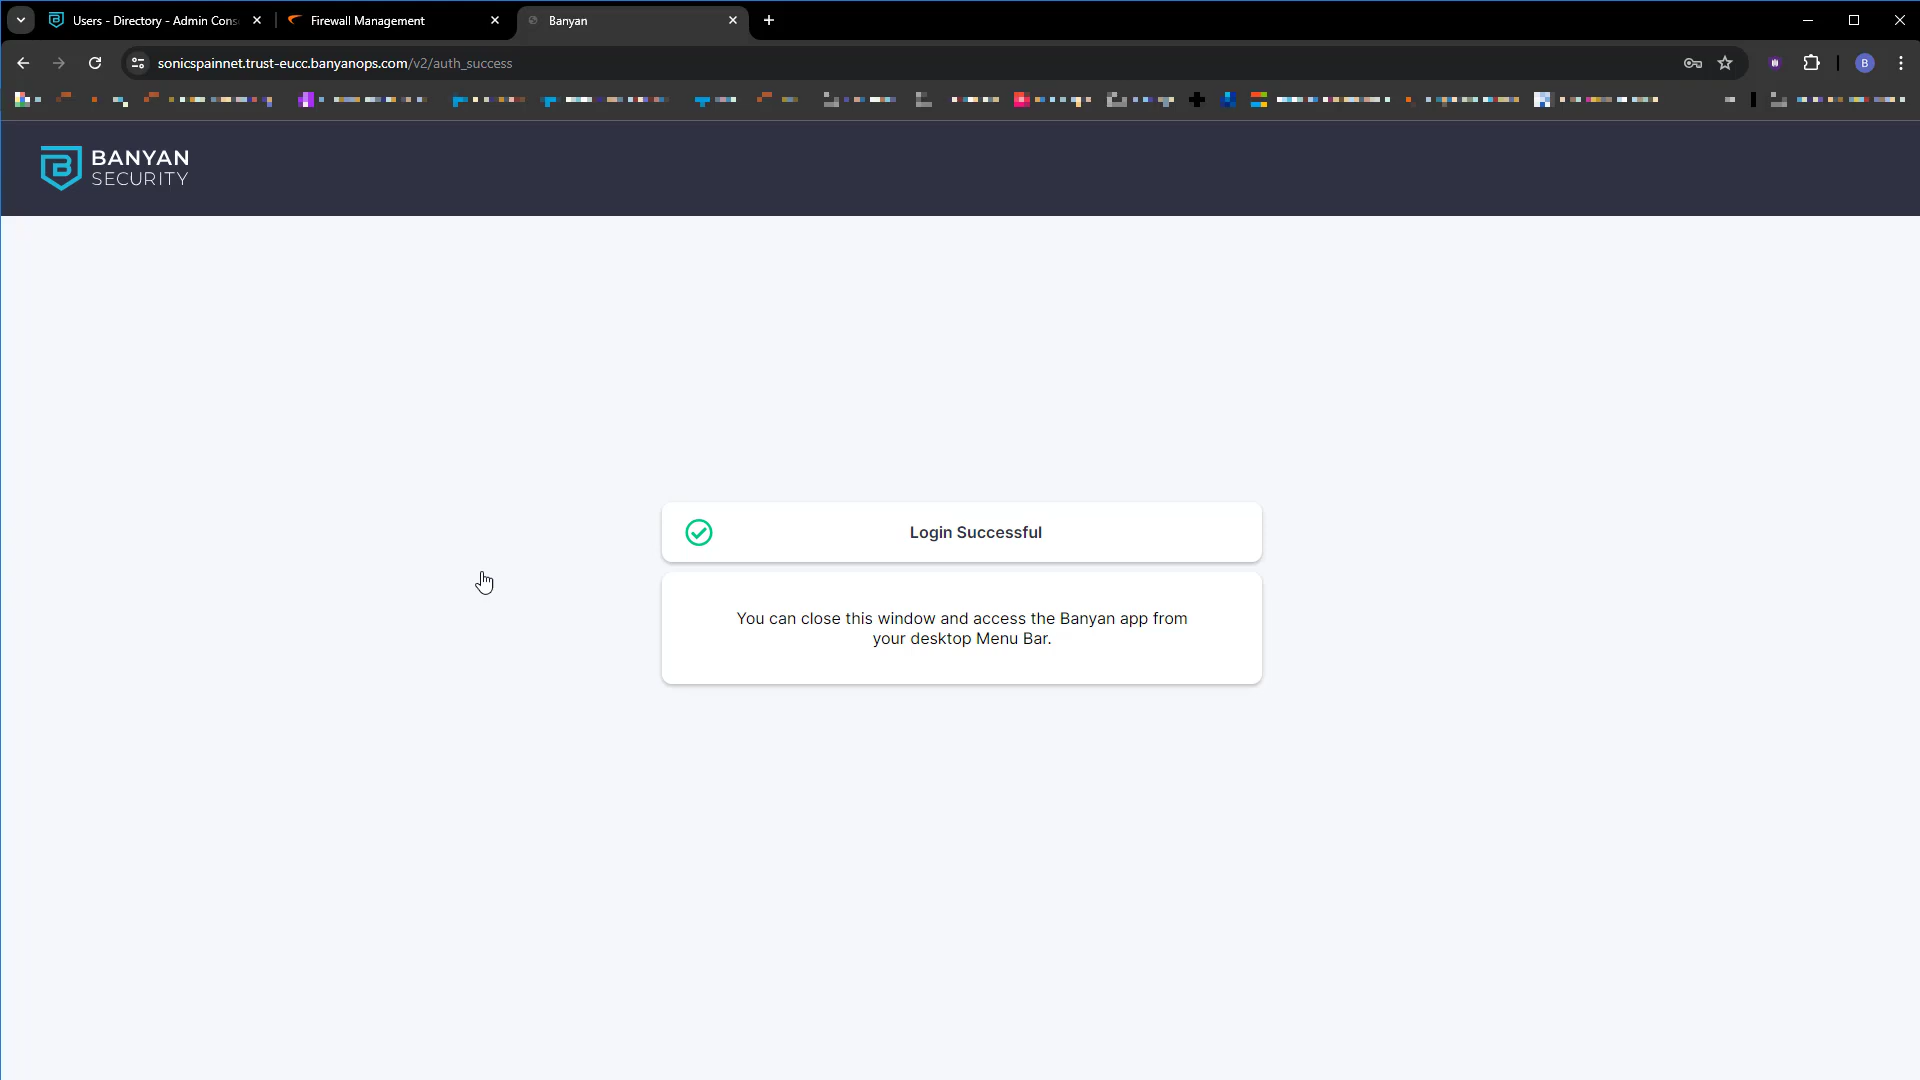 Users - Directory - Admin Cons
Firewall Management
Banyan
sonicspainnet.trust-eucc.banyanops.com/v2/auth_success
B
BANYAN
SECURITY
Login Successful
You can close this window and access the Banyan app from
your desktop Menu Bar.